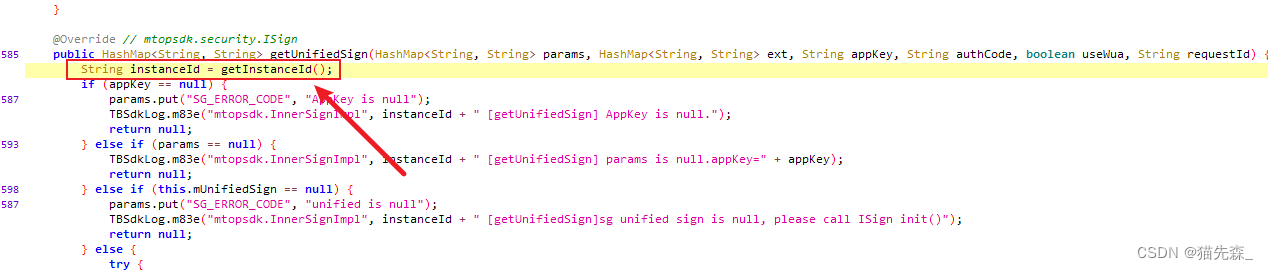 }
@Override // mtopsdk.security.ISign
585 public HashMap<String, String> getUnifiedSign(HashMap<String, String> params, HashMap<String, String> ext, String appKey, String authCode, boolean useWua, String requestId) {
String instanceId = getInstanceId();
if (appKey == null) {
587 params.put("SG_ERROR_CODE", "AppKey is null");
TBSdkLog.m83e("mtopsdk.InnerSignImpl", instanceId + " [getUnifiedSign] AppKey is null.");
return null;
593 } else if (params == null) {
TBSdkLog.m83e("mtopsdk.InnerSignImpl", instanceId + " [getUnifiedSign] params is null.appKey=" + appKey);
return null;
598 } else if (this.mUnifiedSign == null) {
587 params.put("SG_ERROR_CODE", "unified is null");
TBSdkLog.m83e("mtopsdk.InnerSignImpl", instanceId + " [getUnifiedSign]sg unified sign is null, please call ISign init()");
return null;
} else {
try {
CSDN @猫先森_